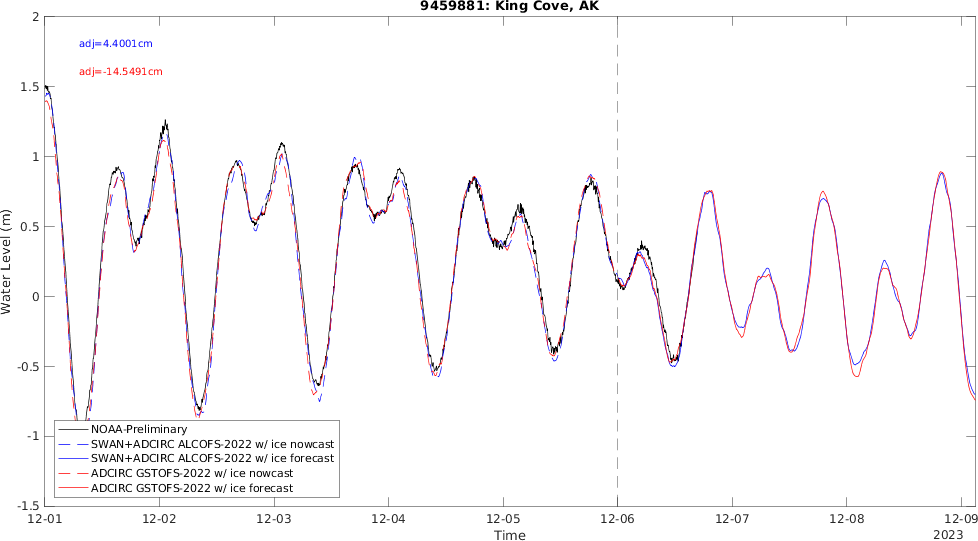 9459881: King Cove, AK
2
adj=4.4001cm
adj=-14.5491cm
1.5
1
0.5
0
-0.5
-1
-1.5
Water Level (m)
NOAA-Preliminary
SWAN+ADCIRC ALCOFS-2022 w/ ice nowcast
SWAN+ADCIRC ALCOFS-2022 w/ ice forecast
ADCIRC GSTOFS-2022 w/ ice nowcast
ADCIRC GSTOFS-2022 w/ ice forecast
12-01 12-02 12-03 12-04 12-05 12-06 12-07 12-08 12-09
Time
2023